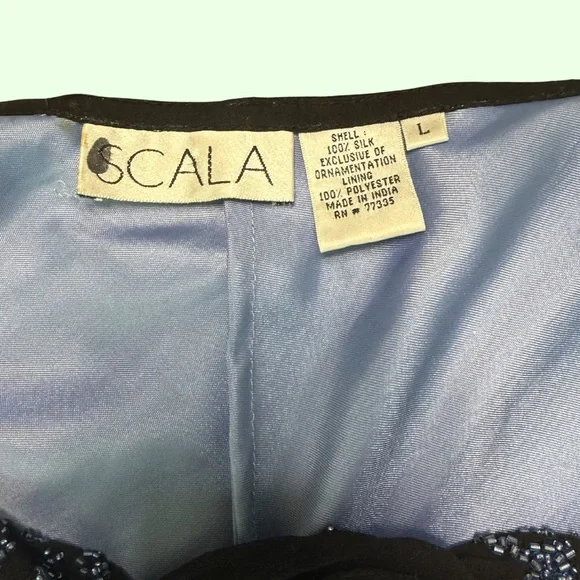 SCALA
SHELL :
100% SILK
EXCLUSIVE OF
ORNAMENTATION
LINING
100% POLYESTER
MADE IN INDIA
RN # 77335
L